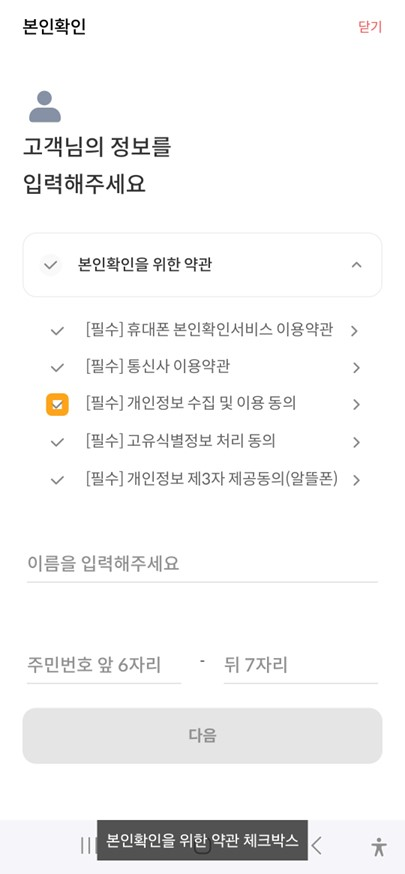 본인확인
닫기
고객님의 정보를
입력해주세요
본인확인을 위한 약관
[필수] 휴대폰 본인확인서비스 이용약관
[필수] 통신사 이용약관
[필수] 개인정보 수집 및 이용 동의
[필수] 고유식별정보 처리 동의
[필수] 개인정보 제3자 제공동의(알뜰폰)
이름을 입력해주세요
주민번호 앞 6자리 - 뒤 7자리
다음
본인확인을 위한 약관 체크박스